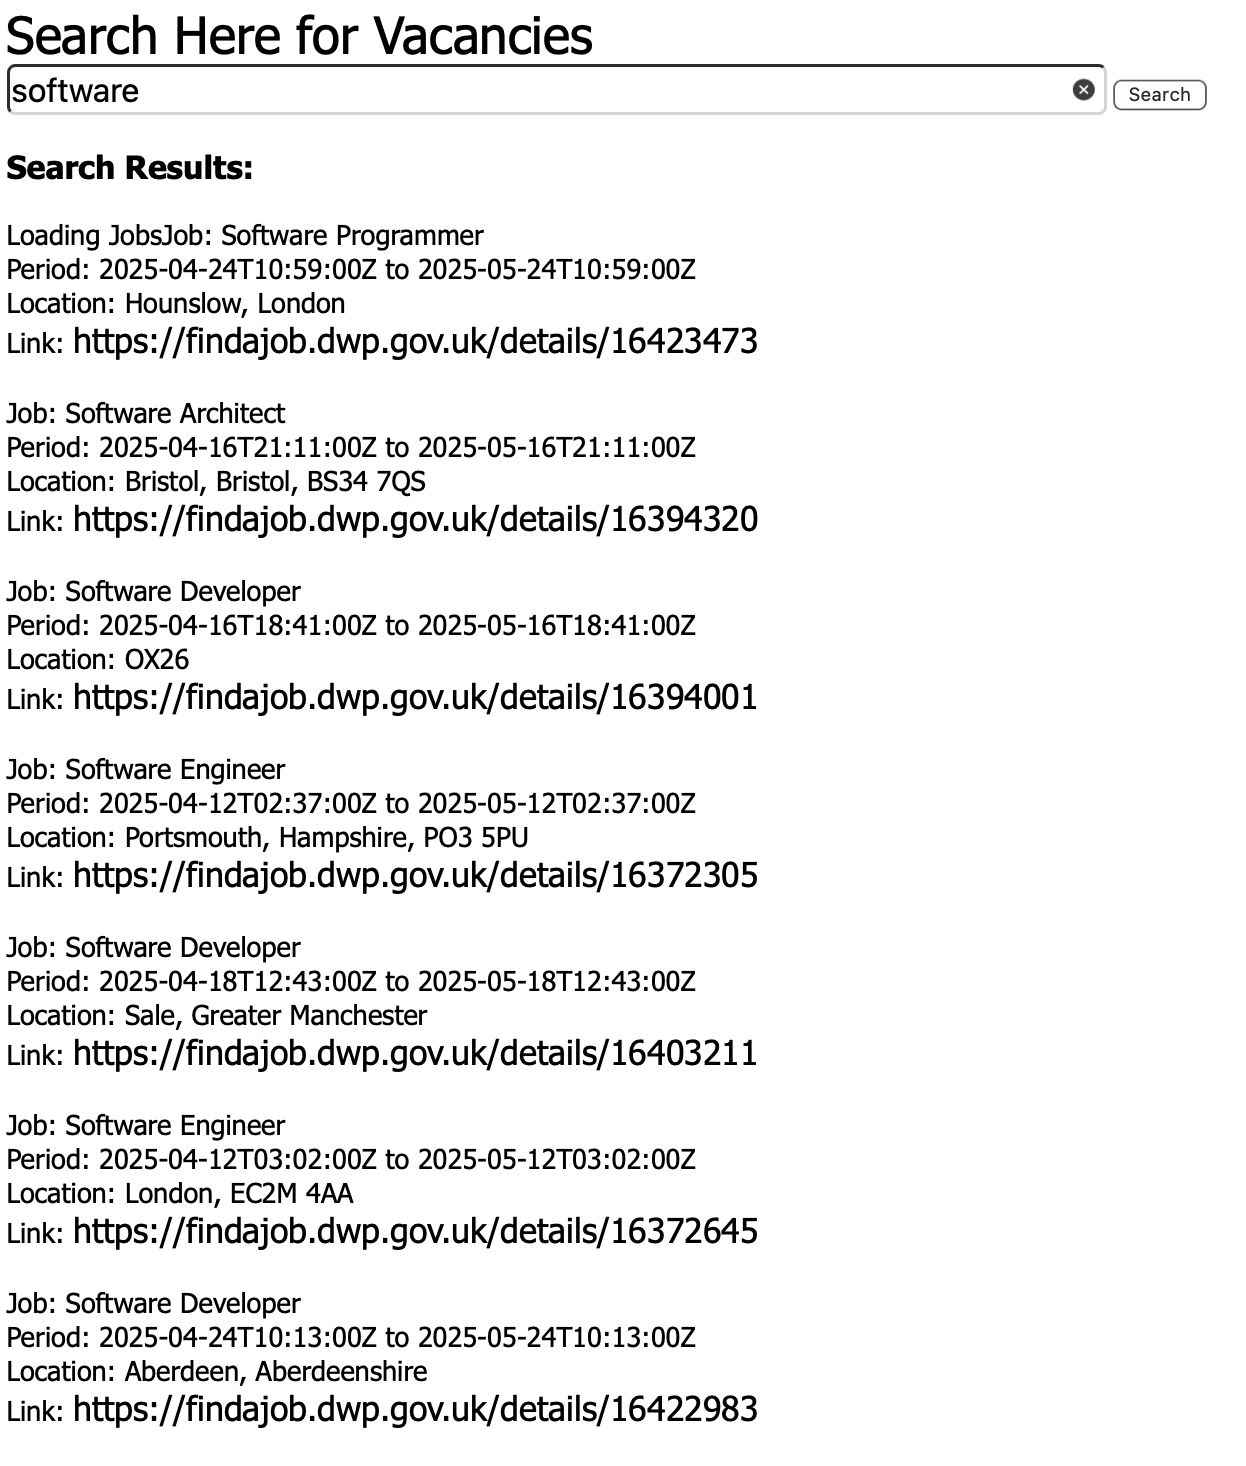 Search Here for Vacancies
software
Search
Search Results:
Loading JobsJob: Software Programmer
Period: 2025-04-24T10:59:00Z to 2025-05-24T10:59:00Z
Location: Hounslow, London
Link: https://findajob.dwp.gov.uk/details/16423473
Job: Software Architect
Period: 2025-04-16T21:11:00Z to 2025-05-16T21:11:00Z
Location: Bristol, Bristol, BS34 7QS
Link: https://findajob.dwp.gov.uk/details/16394320
Job: Software Developer
Period: 2025-04-16T18:41:00Z to 2025-05-16T18:41:00Z
Location: OX26
Link: https://findajob.dwp.gov.uk/details/16394001
Job: Software Engineer
Period: 2025-04-12T02:37:00Z to 2025-05-12T02:37:00Z
Location: Portsmouth, Hampshire, PO3 5PU
Link: https://findajob.dwp.gov.uk/details/16372305
Job: Software Developer
Period: 2025-04-18T12:43:00Z to 2025-05-18T12:43:00Z
Location: Sale, Greater Manchester
Link: https://findajob.dwp.gov.uk/details/16403211
Job: Software Engineer
Period: 2025-04-12T03:02:00Z to 2025-05-12T03:02:00Z
Location: London, EC2M 4AA
Link: https://findajob.dwp.gov.uk/details/16372645
Job: Software Developer
Period: 2025-04-24T10:13:00Z to 2025-05-24T10:13:00Z
Location: Aberdeen, Aberdeenshire
Link: https://findajob.dwp.gov.uk/details/16422983